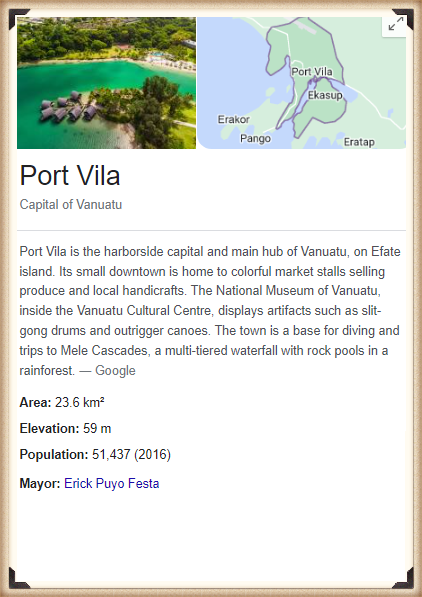 Port Vila
Ekasup
Erakor
Pango
Eratap
Port Vila
Capital of Vanuatu
Port Vila is the harborside capital and main hub of Vanuatu, on Efate
island. Its small downtown is home to colorful market stalls selling
produce and local handicrafts. The National Museum of Vanuatu,
inside the Vanuatu Cultural Centre, displays artifacts such as slit-
gong drums and outrigger canoes. The town is a base for diving and
trips to Mele Cascades, a multi-tiered waterfall with rock pools in a
rainforest. — Google
Area: 23.6 km²
Elevation: 59 m
Population: 51,437 (2016)
Mayor: Erick Puyo Festa